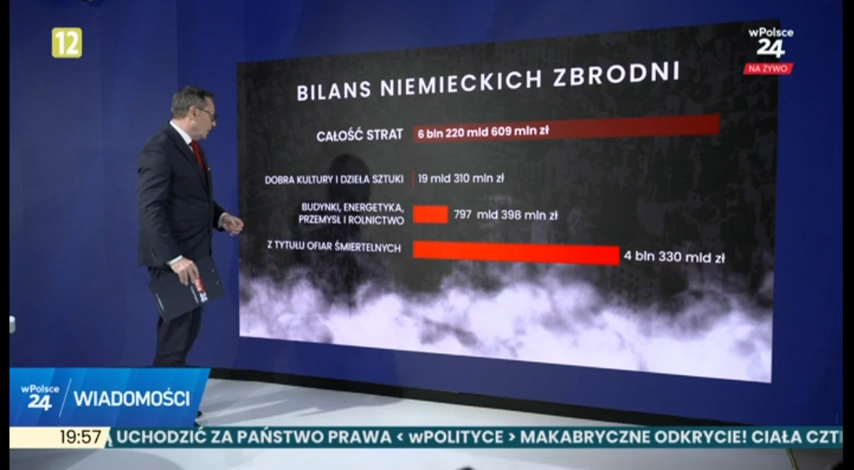 12
wPolsce
24
NA ŻYWO
BILANS NIEMIECKICH ZBRODNI
CAŁOŚĆ STRAT 6 bln 220 mld 609 mln zł
DOBRA KULTURY I DZIEŁA SZTUKI 19 mld 310 mln zł
BUDYNKI, ENERGETYKA,
PRZEMYSŁ I ROLNICTWO 797 mld 398 mln zł
Z TYTUŁU OFIAR ŚMIERTELNYCH 4 bln 330 mld zł
24
wPolsce
24
WIADOMOŚCI
19:57 UCHODZIĆ ZA PAŃSTWO PRAWA < wPOLITYCE > MAKABRYCZNE ODKRYCIE! CIAŁA